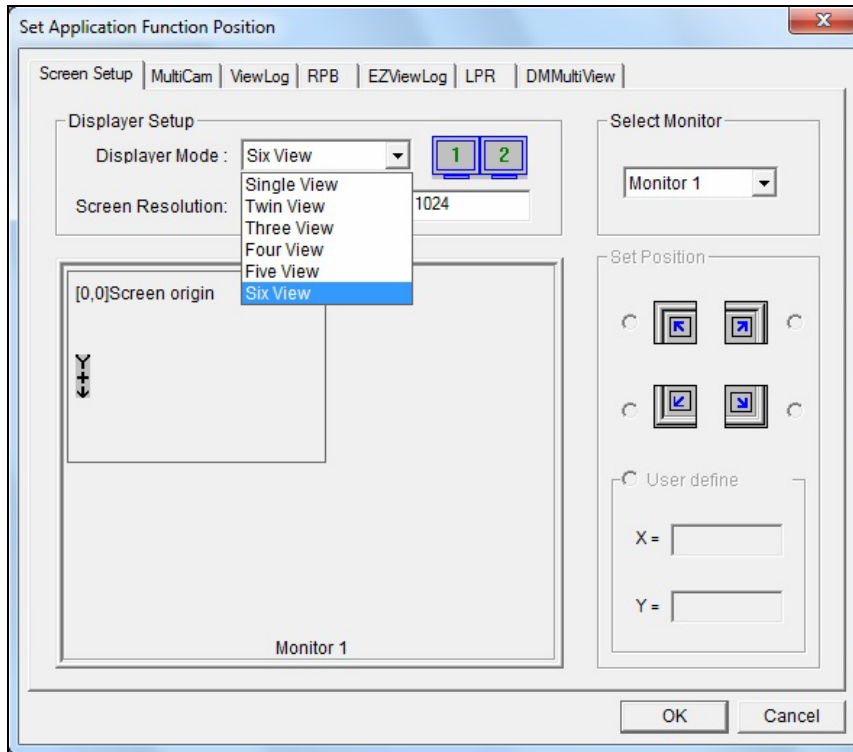 Set Application Function Position
Screen Setup MultiCam ViewLog RPB EZViewLog LPR DMMultiView
Displayer Setup
Displayer Mode : Six View
1 2
Single View
Twin View
Three View
Four View
Five View
Six View
Screen Resolution: 1024
Select Monitor
Monitor 1
[0,0]Screen origin
Y
Monitor 1
Set Position
User define
X =
Y =
OK Cancel